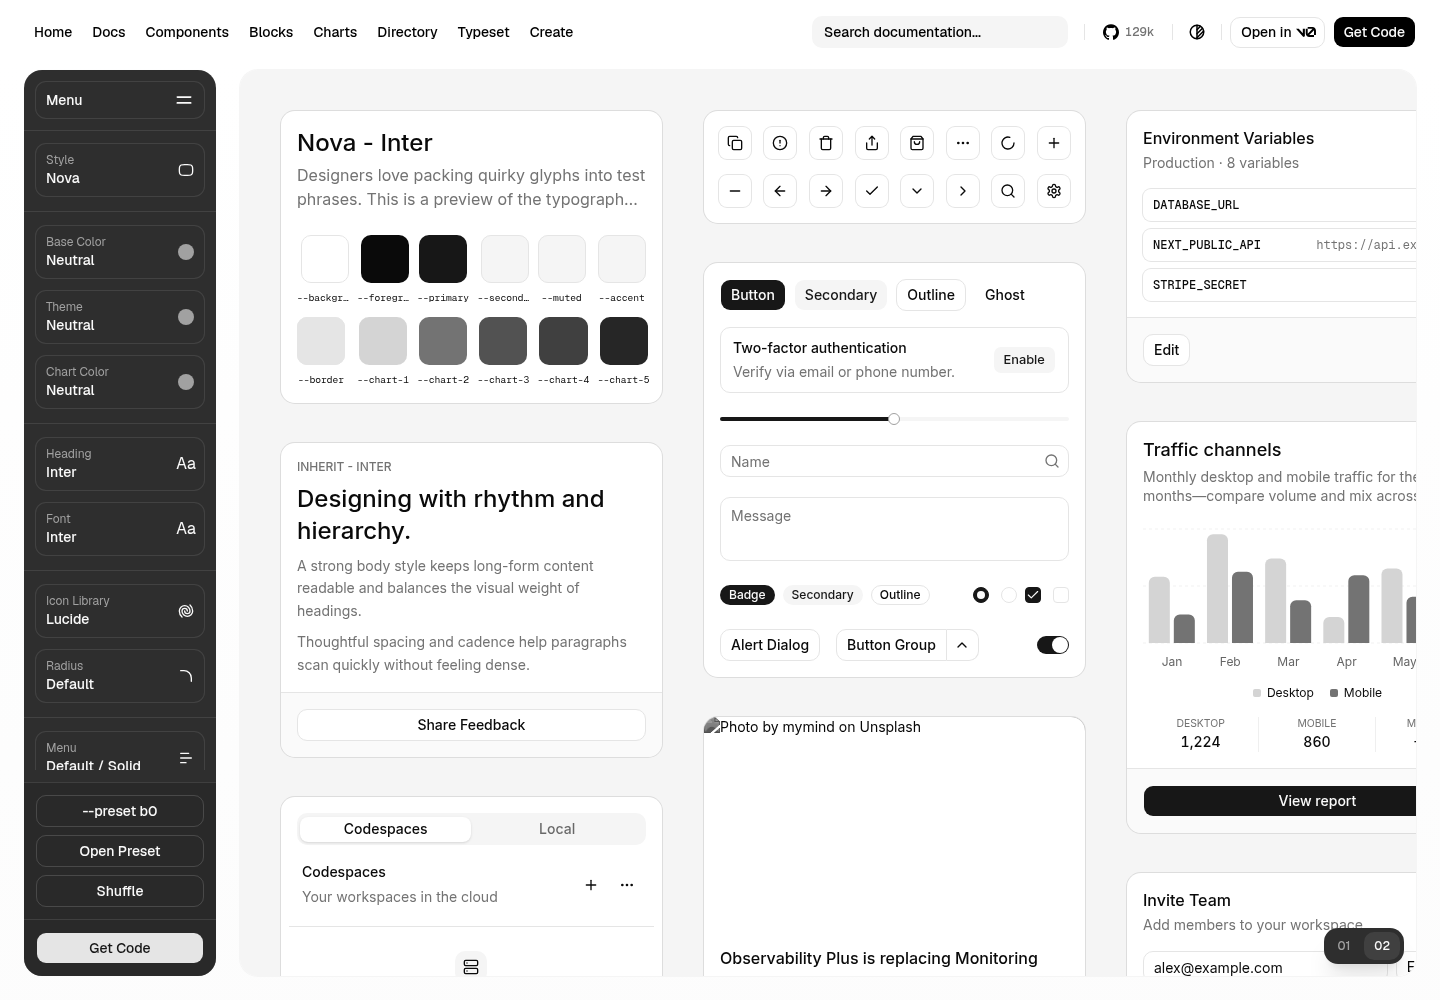 Home Docs Components Blocks Charts Directory Typeset Create
Search documentation...
129k
Open in v0
Get Code
Menu
Style
Nova
Base Color
Neutral
Theme
Neutral
Chart Color
Neutral
Heading
Inter
Aa
Font
Inter
Aa
Icon Library
Lucide
Radius
Default
Menu
Default / Solid
--preset b0
Open Preset
Shuffle
Get Code
Nova - Inter
Designers love packing quirky glyphs into test
phrases. This is a preview of the typograph...
--backgr… --foregr… --primary --second… --muted --accent
--border --chart-1 --chart-2 --chart-3 --chart-4 --chart-5
INHERIT - INTER
Designing with rhythm and
hierarchy.
A strong body style keeps long-form content
readable and balances the visual weight of
headings.
Thoughtful spacing and cadence help paragraphs
scan quickly without feeling dense.
Share Feedback
Codespaces Local
Codespaces
Your workspaces in the cloud
Button Secondary Outline Ghost
Two-factor authentication
Verify via email or phone number.
Enable
Name
Message
Badge Secondary Outline
Alert Dialog Button Group
Photo by mymind on Unsplash
Observability Plus is replacing Monitoring
Environment Variables
Production · 8 variables
DATABASE_URL
NEXT_PUBLIC_API https://api.ex
STRIPE_SECRET
Edit
Traffic channels
Monthly desktop and mobile traffic for the
months—compare volume and mix across
Jan Feb Mar Apr May
Desktop Mobile
DESKTOP MOBILE M
1,224 860
View report
Invite Team
Add members to your workspace
alex@example.com F
01 02